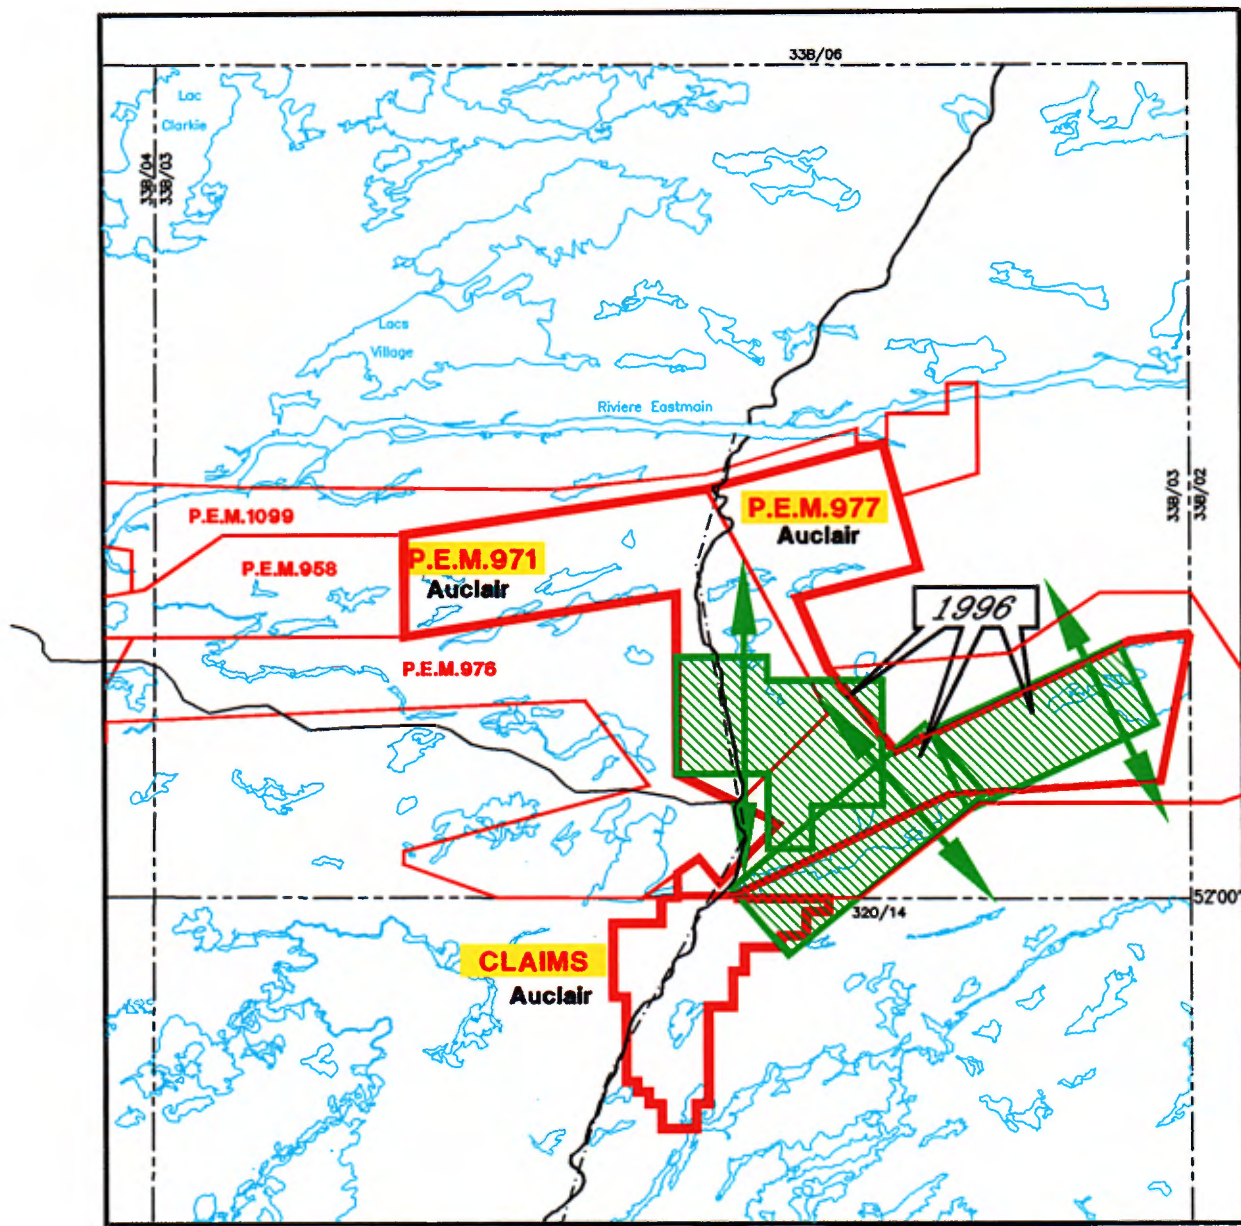 33B/06
Lac
Clarkie
33B/04
33B/03
Lacs
Village
Riviere Eastmain
33B/03
33B/02
P.E.M.1099
P.E.M.977
Auclair
P.E.M.971
Auclair
P.E.M.958
1996
P.E.M.976
52°00'
320/14
CLAIMS
Auclair